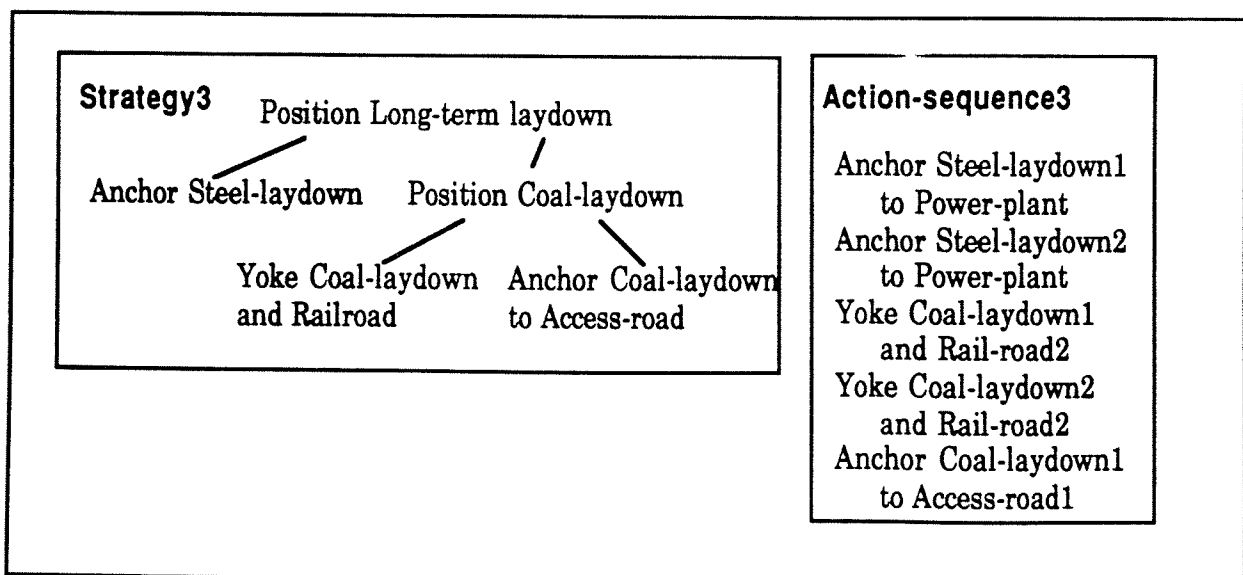 Strategy3
Position Long-term laydown
Anchor Steel-laydown
Position Coal-laydown
Yoke Coal-laydown
and Railroad
Anchor Coal-laydown
to Access-road
Action-sequence3
Anchor Steel-laydown1
to Power-plant
Anchor Steel-laydown2
to Power-plant
Yoke Coal-laydown1
and Rail-road2
Yoke Coal-laydown2
and Rail-road2
Anchor Coal-laydown1
to Access-road1